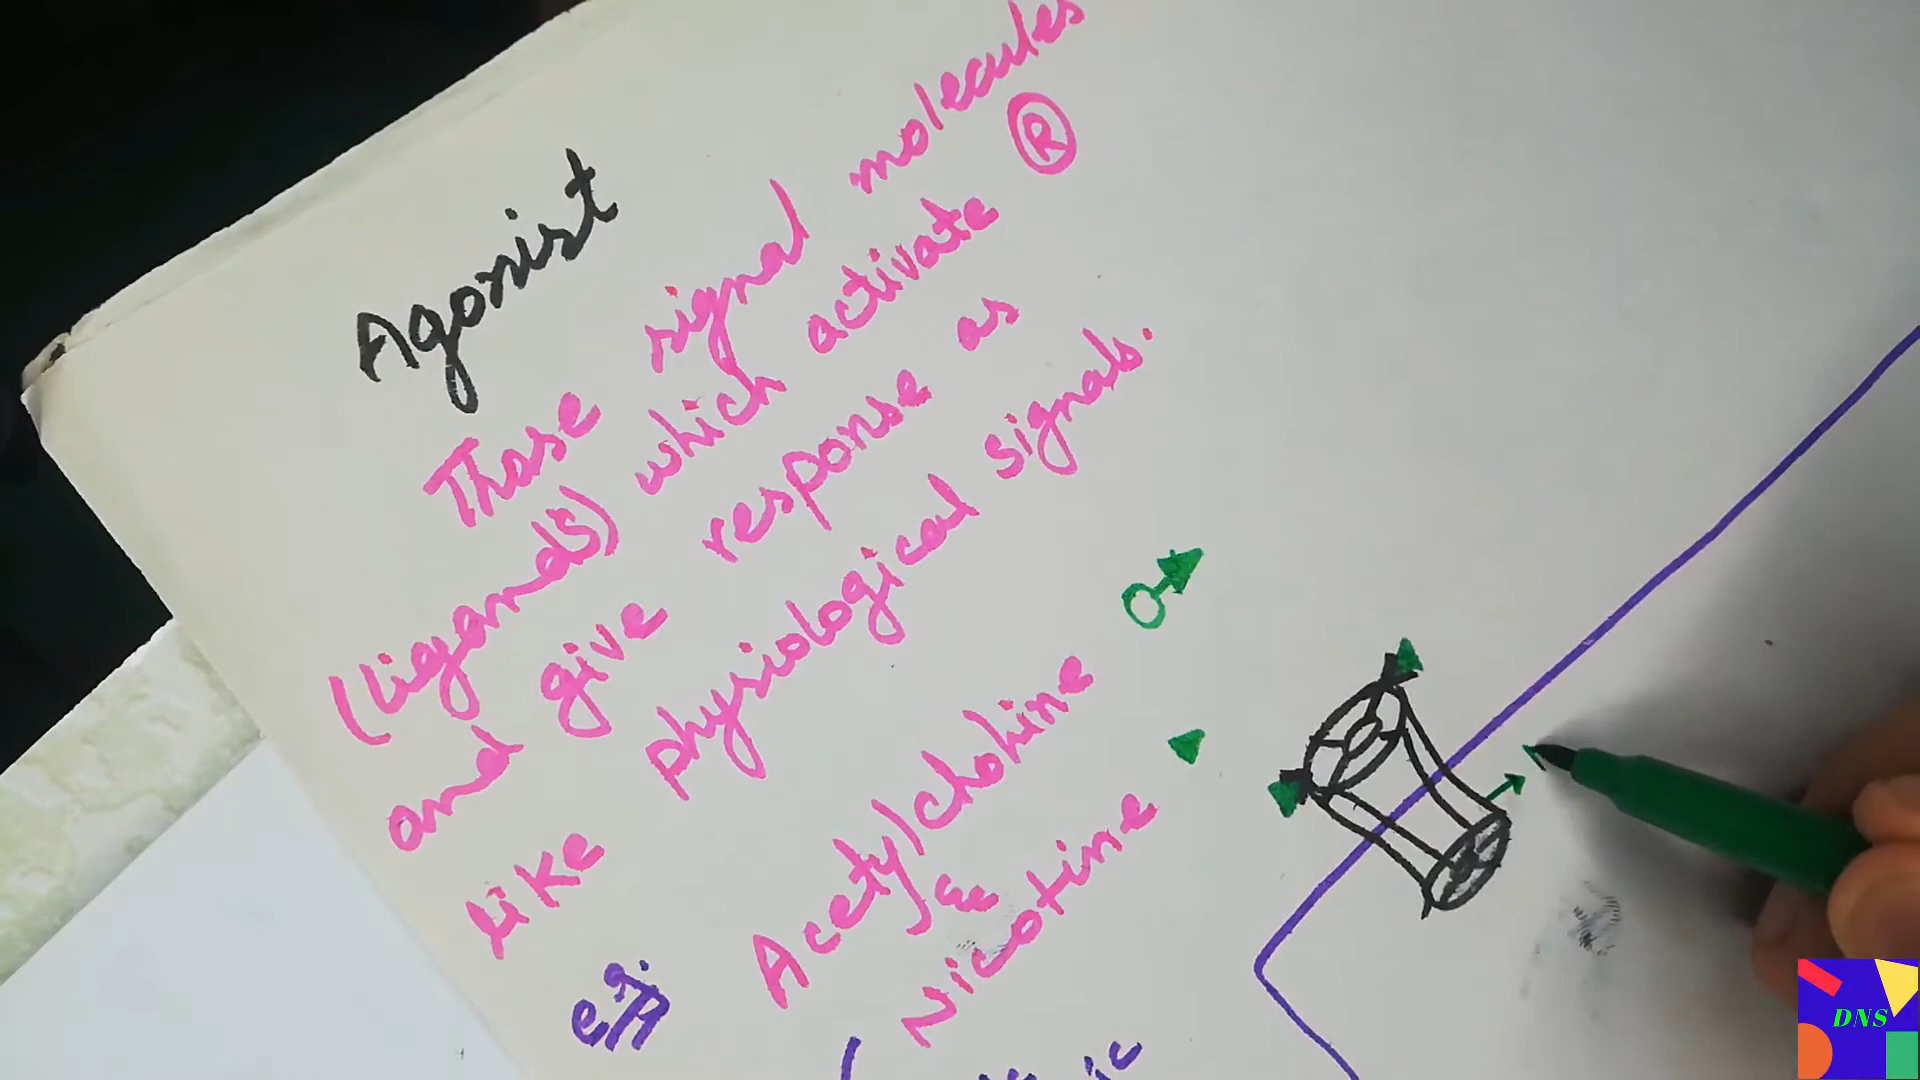 Agonist
Those signal molecules
(ligands) which activate Ⓡ
and give response as
like physiological signals.
eg. Acetylcholine
&
Nicotine
DNS